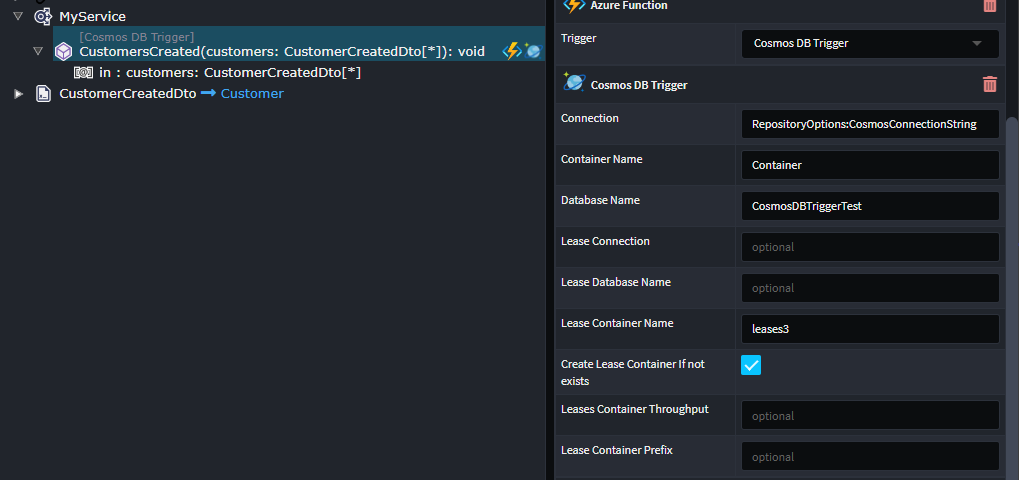 MyService
[Cosmos DB Trigger]
CustomersCreated(customers: CustomerCreatedDto[*]): void
in : customers: CustomerCreatedDto[*]
CustomerCreatedDto → Customer
Azure Function
Trigger
Cosmos DB Trigger
Cosmos DB Trigger
Connection
RepositoryOptions:CosmosConnectionString
Container Name
Container
Database Name
CosmosDBTriggerTest
Lease Connection
optional
Lease Database Name
optional
Lease Container Name
leases3
Create Lease Container If not
exists
Leases Container Throughput
optional
Lease Container Prefix
optional